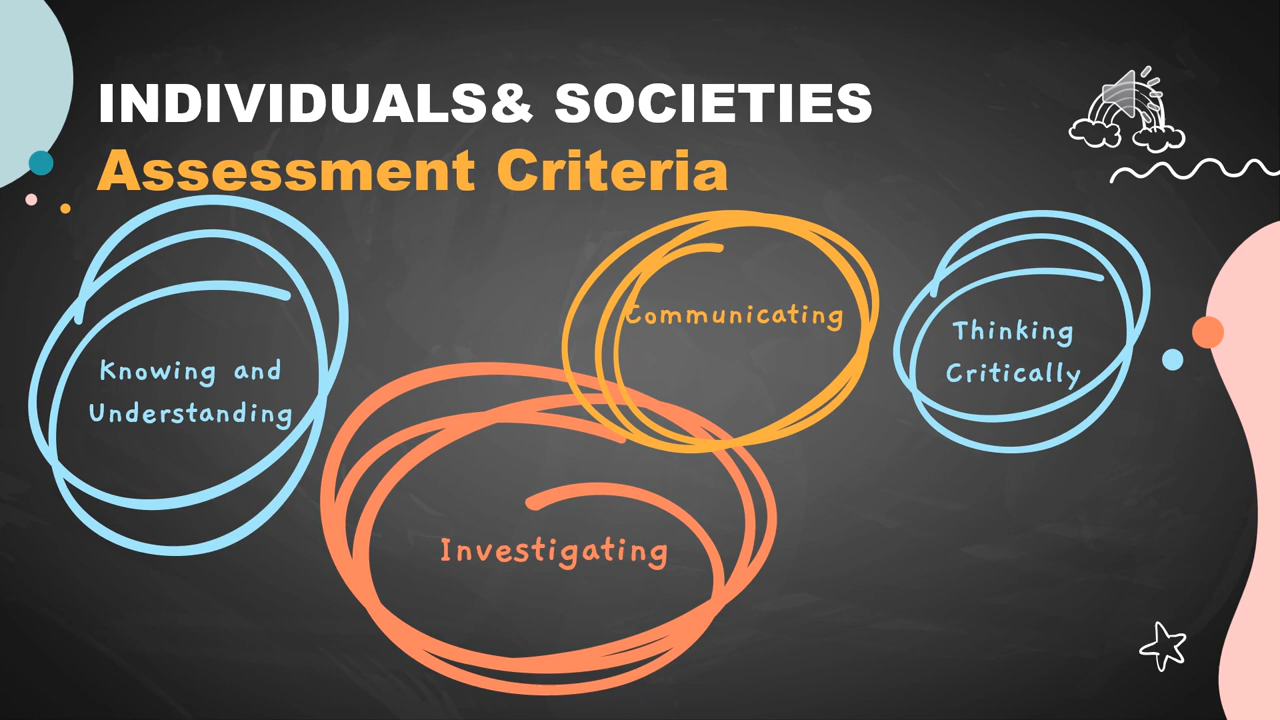 INDIVIDUALS& SOCIETIES
Assessment Criteria
Knowing and
Understanding
Investigating
Communicating
Thinking
Critically